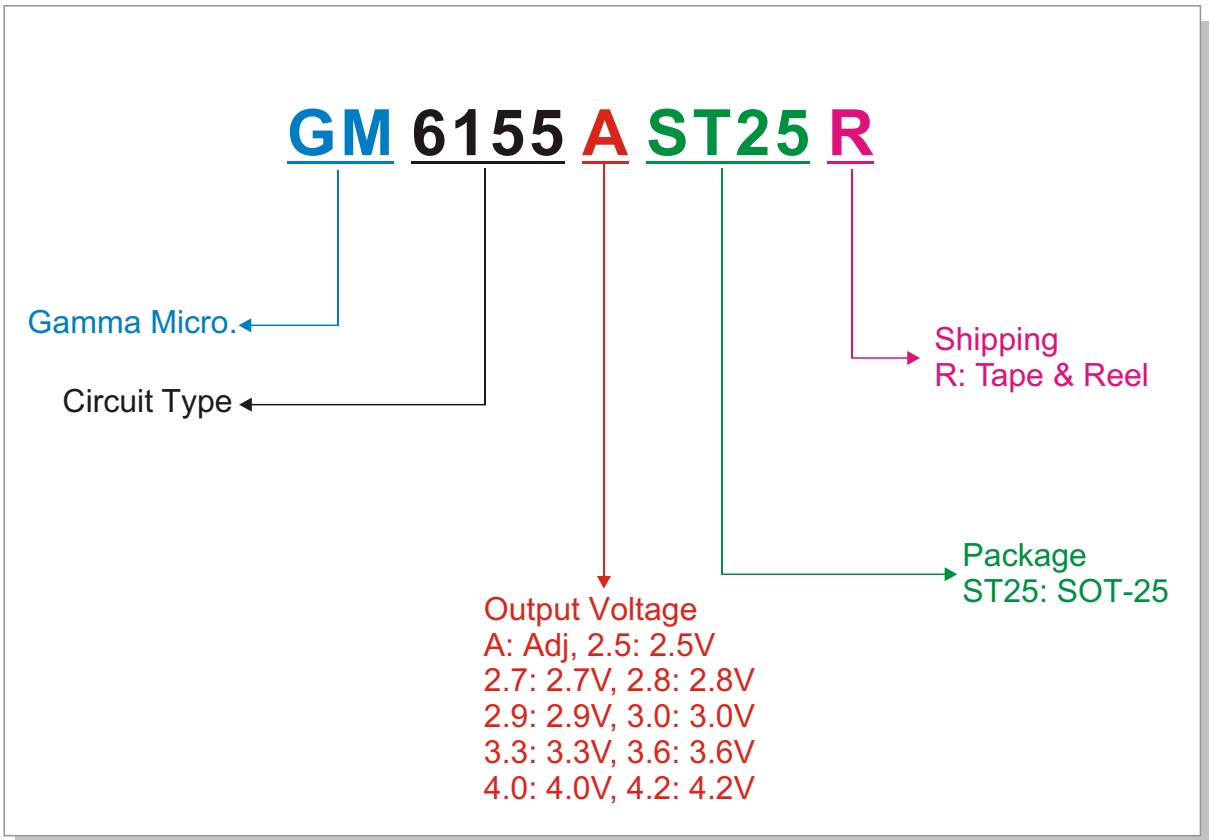 GM 6155 A ST25 R
Gamma Micro.
Circuit Type
Shipping
R: Tape & Reel
Package
ST25: SOT-25
Output Voltage
A: Adj, 2.5: 2.5V
2.7: 2.7V, 2.8: 2.8V
2.9: 2.9V, 3.0: 3.0V
3.3: 3.3V, 3.6: 3.6V
4.0: 4.0V, 4.2: 4.2V